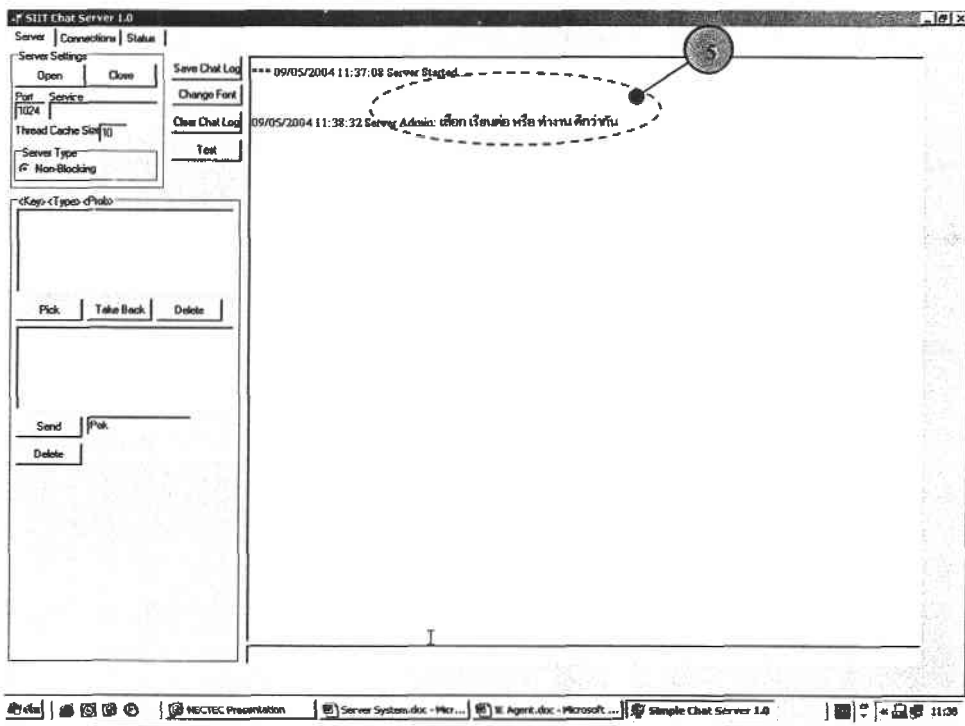 SIIT Chat Server 1.0
Server Connections Status
Server Settings
Open Close
Port Service
1024
Thread Cache Size 10
Server Type
Non-Blocking
Save Chat Log
Change Font
Clear Chat Log
Test
*** 09/05/2004 11:37:08 Server Started...
5
09/05/2004 11:38:32 Server Admin: เลือก เรียนต่อ หรือ ทำงาน ดีกว่ากัน
<Key> <Type> <Prob>
Pick Take Back Delete
Send Pok
Delete
เริ่ม NECTEC Presentation Server System.doc - Micr... Agent.doc - Microsoft ... Simple Chat Server 1.0 11:38